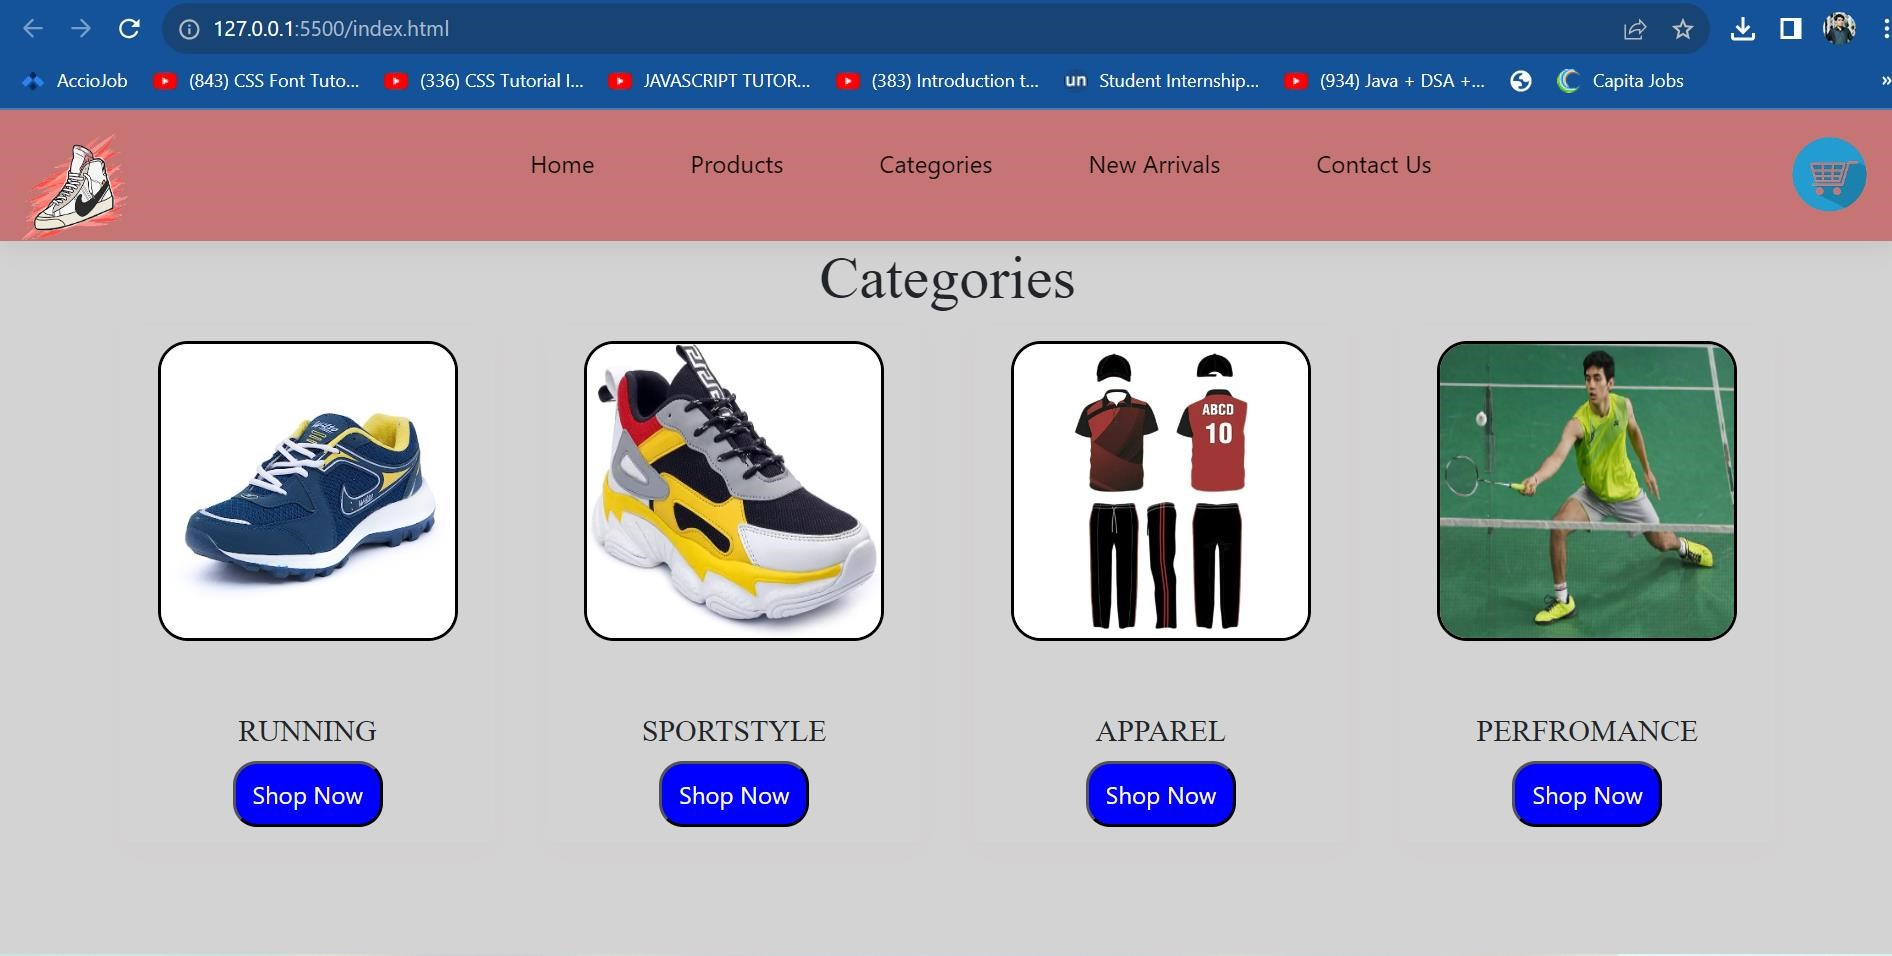 127.0.0.1:5500/index.html
AccioJob (843) CSS Font Tuto... (336) CSS Tutorial I... JAVASCRIPT TUTOR... (383) Introduction t... un Student Internship... (934) Java + DSA +... Capita Jobs »
Home Products Categories New Arrivals Contact Us
Categories
ABCD
10
RUNNING SPORTSTYLE APPAREL PERFROMANCE
Shop Now Shop Now Shop Now Shop Now